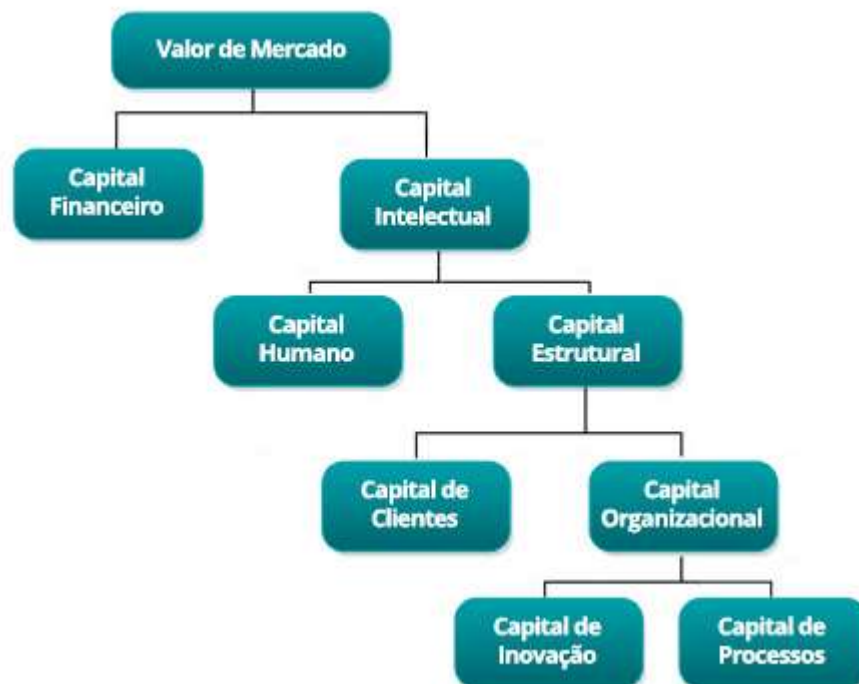 Valor de Mercado
Capital
Financeiro
Capital
Intelectual
Capital
Humano
Capital
Estrutural
Capital de
Clientes
Capital
Organizacional
Capital de
Inovação
Capital de
Processos